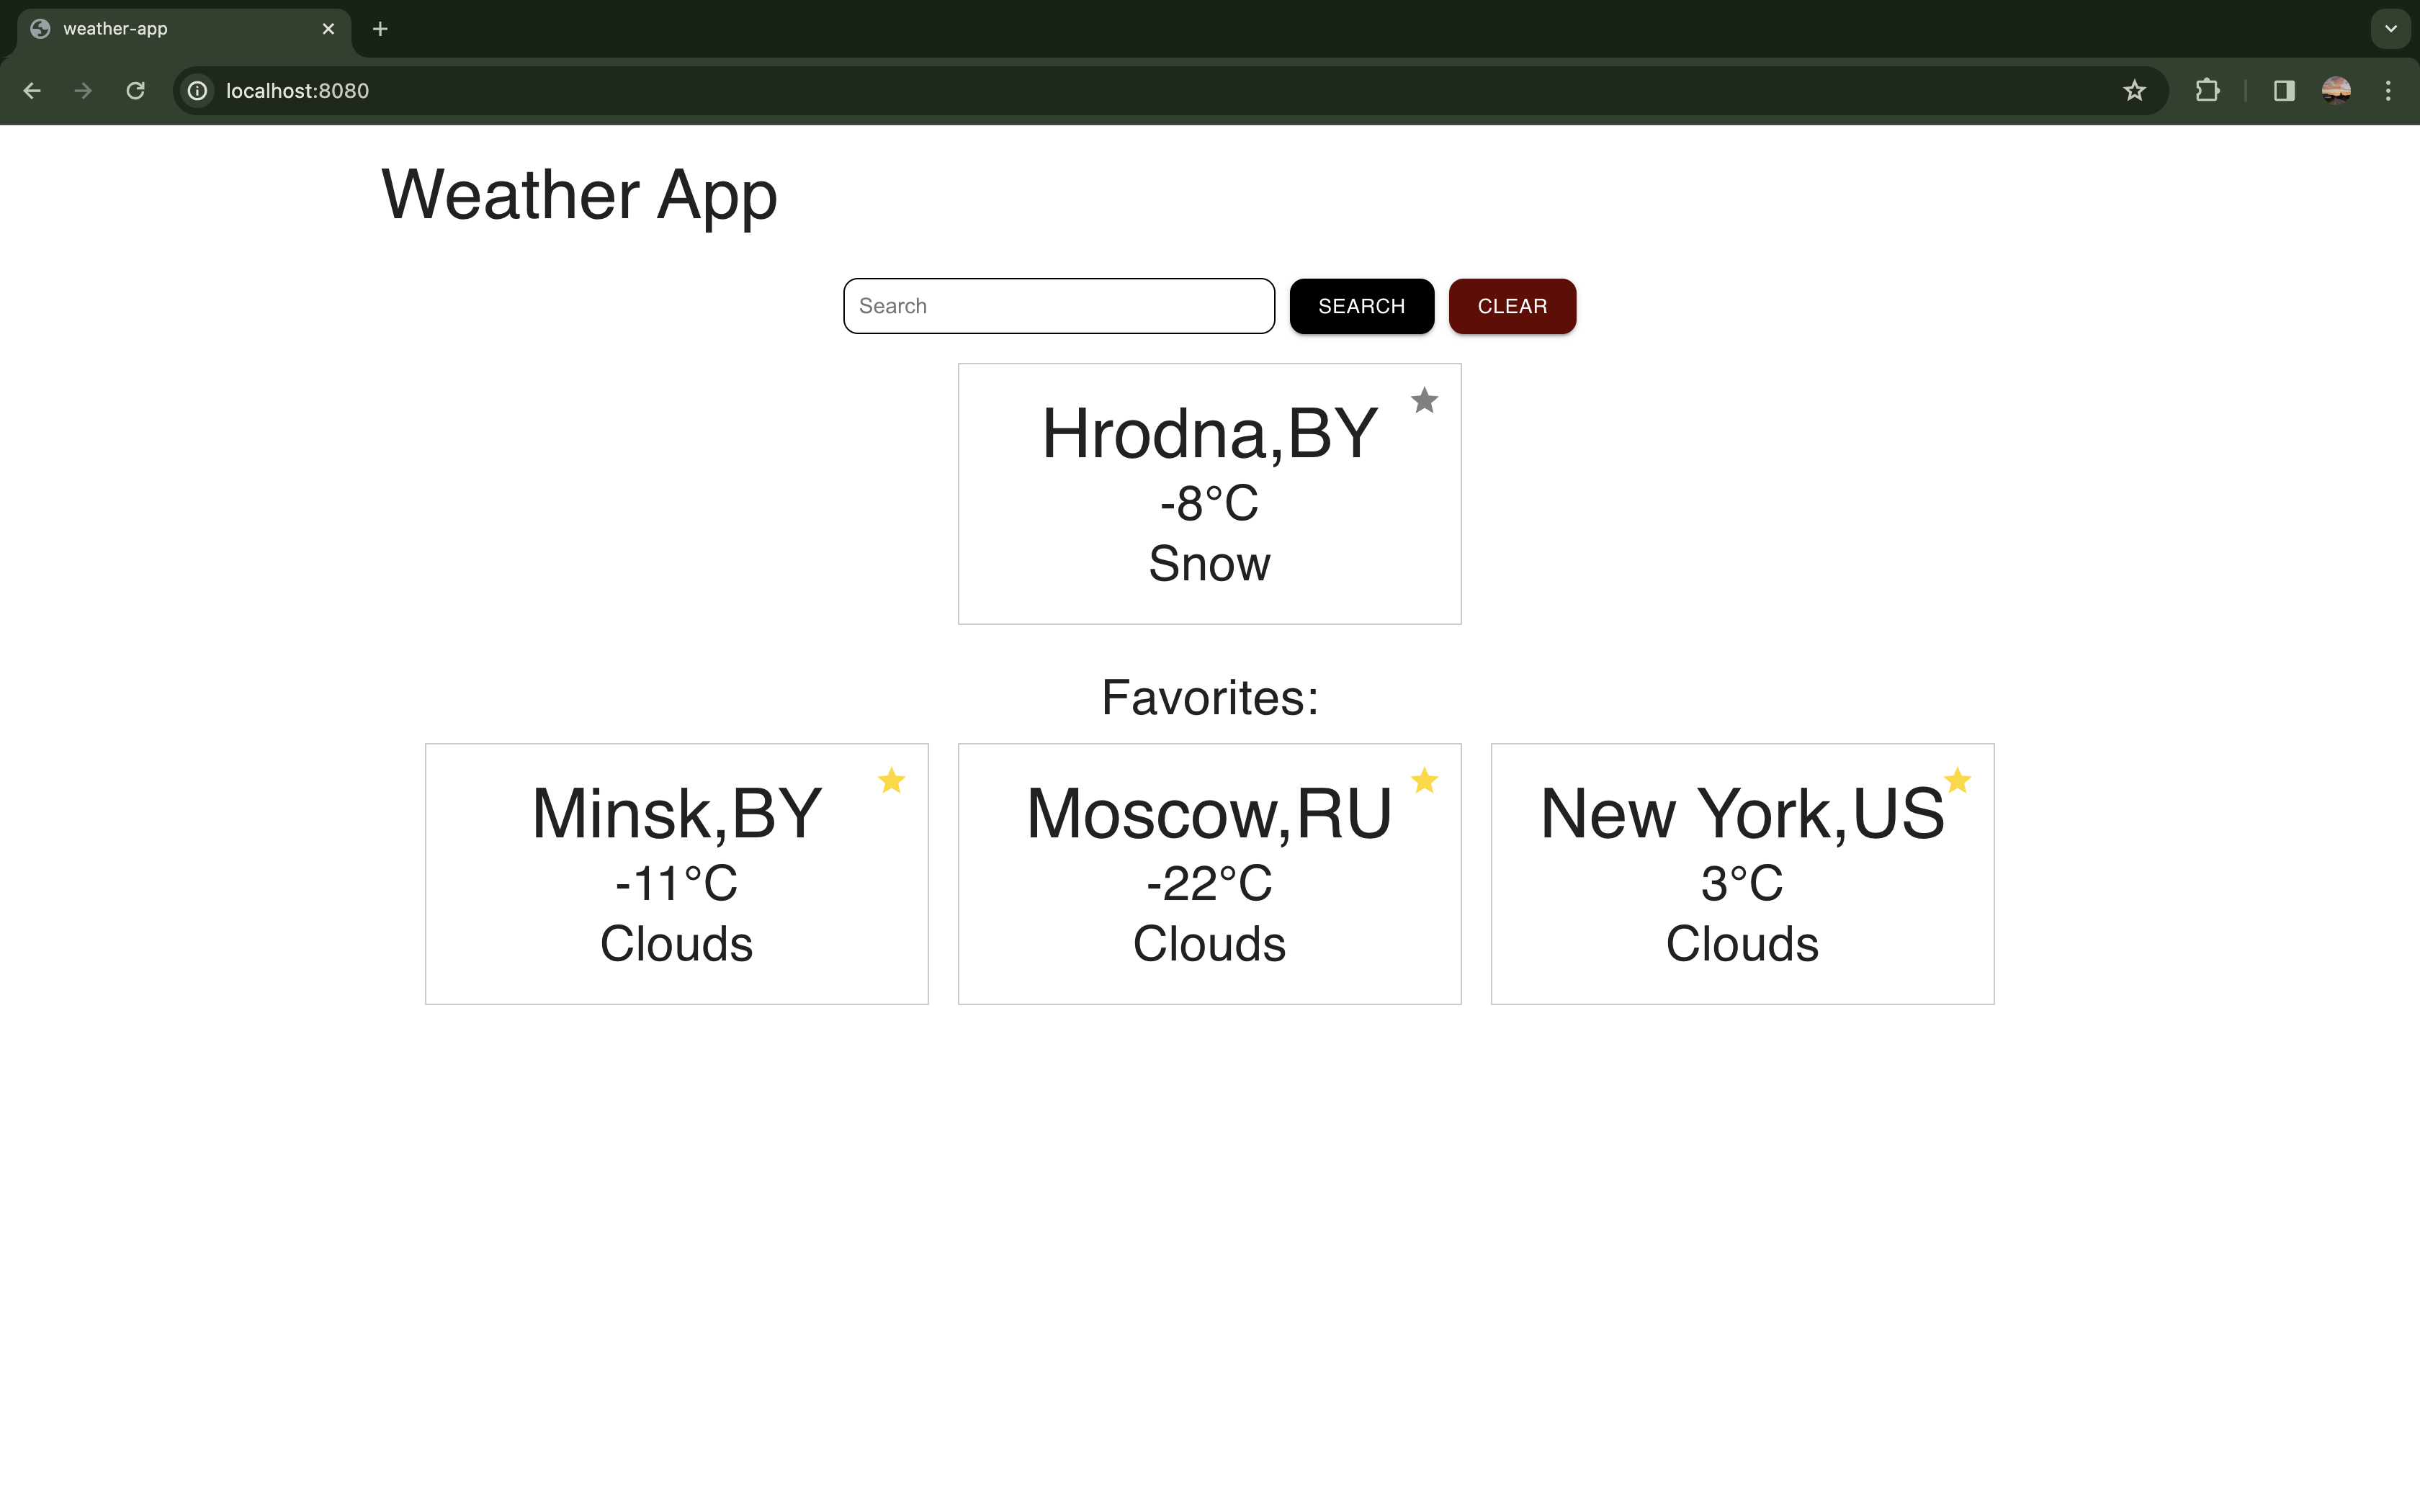 weather-app
localhost:8080
Weather App
Search
SEARCH
CLEAR
Hrodna,BY
-8°C
Snow
Favorites:
Minsk,BY
-11°C
Clouds
Moscow,RU
-22°C
Clouds
New York,US
3°C
Clouds